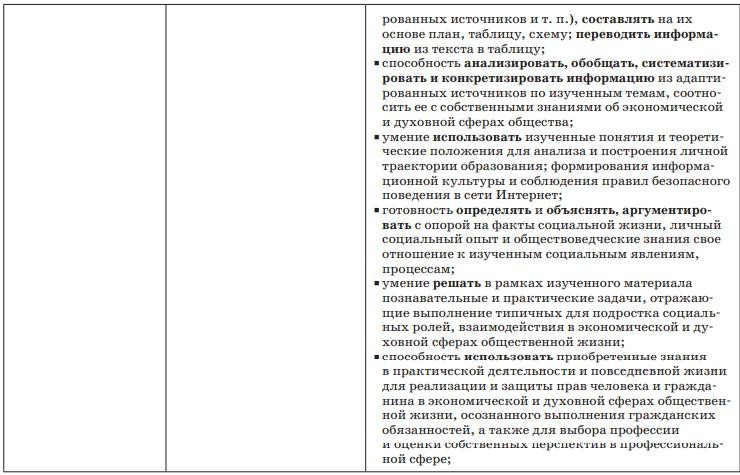 рованных источников и т. п.), составлять на их
основе план, таблицу, схему; переводить информа-
цию из текста в таблицу;
▪ способность анализировать, обобщать, систематизи-
ровать и конкретизировать информацию из адапти-
рованных источников по изученным темам, соотно-
сить ее с собственными знаниями об экономической
и духовной сферах общества;
▪ умение использовать изученные понятия и теорети-
ческие положения для анализа и построения личной
траектории образования; формирования информа-
ционной культуры и соблюдения правил безопасного
поведения в сети Интернет;
▪ готовность определять и объяснять, аргументиро-
вать с опорой на факты социальной жизни, личный
социальный опыт и обществоведческие знания свое
отношение к изученным социальным явлениям,
процессам;
▪ умение решать в рамках изученного материала
познавательные и практические задачи, отражаю-
щие выполнение типичных для подростка социаль-
ных ролей, взаимодействия в экономической и ду-
ховной сферах общественной жизни;
▪ способность использовать приобретенные знания
в практической деятельности и повседневной жизни
для реализации и защиты прав человека и гражда-
нина в экономической и духовной сферах обществен-
ной жизни, осознанного выполнения гражданских
обязанностей, а также для выбора профессии
и оценки собственных перспектив в профессиональ-
ной сфере;